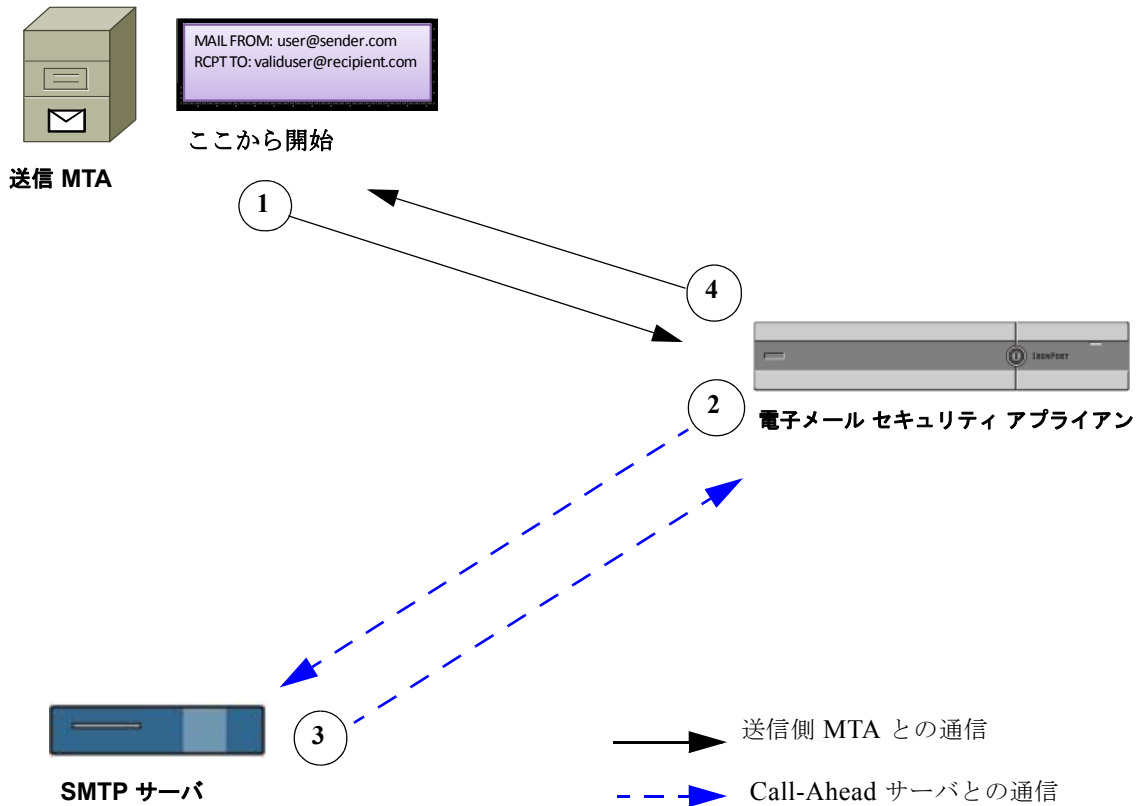 MAIL FROM: user@sender.com
RCPT TO: validuser@recipient.com
ここから開始
送信 MTA
1
4
IRONPORT
2
電子メール セキュリティ アプライアン
3
SMTP サーバ
送信側 MTA との通信
Call-Ahead サーバとの通信